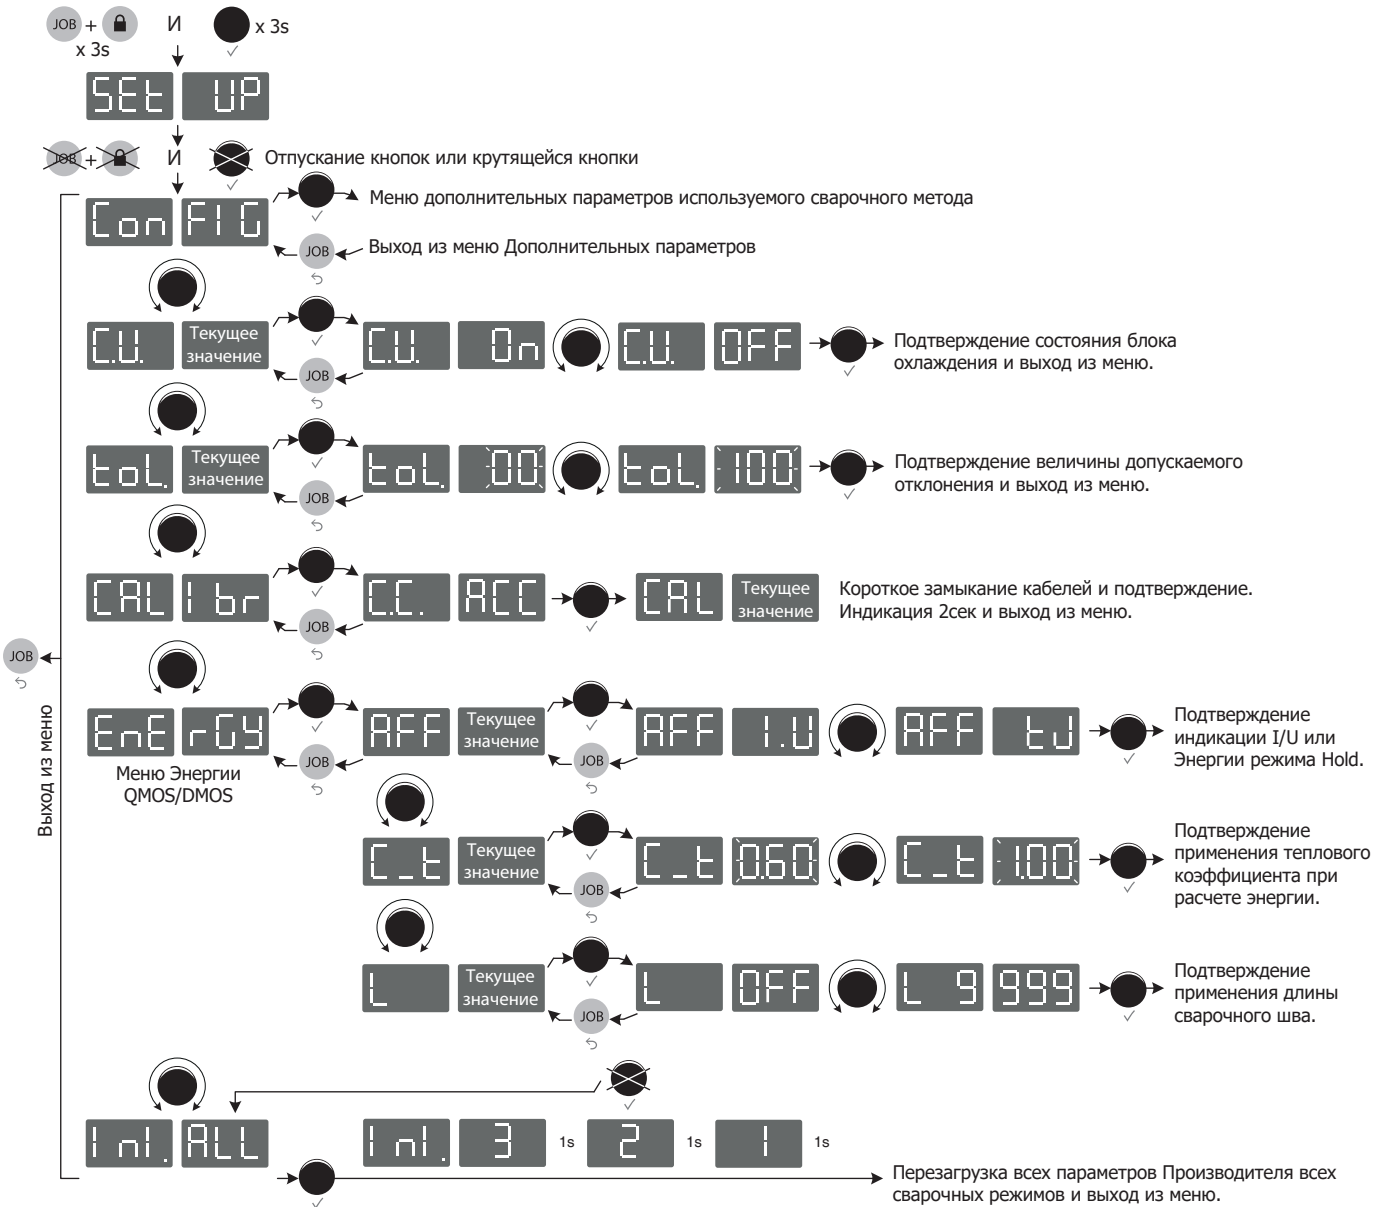 JOB + И x 3s
x 3s
SEt UP
JOB + И Отпускание кнопок или крутящейся кнопки
Con FIG Меню дополнительных параметров используемого сварочного метода
JOB Выход из меню Дополнительных параметров
C.U. Текущее значение C.U. On C.U. OFF Подтверждение состояния блока
охлаждения и выход из меню.
JOB
toL. Текущее значение toL. 00 toL. 100 Подтверждение величины допускаемого
отклонения и выход из меню.
JOB
CAL Ibr C.C. ACC CAL Текущее значение Короткое замыкание кабелей и подтверждение.
Индикация 2сек и выход из меню.
JOB
JOB
EnE rGY AFF Текущее значение AFF I.U AFF tJ Подтверждение
индикации I/U или
Энергии режима Hold.
JOB JOB
Меню Энергии
QMOS/DMOS
Выход из меню
C_t Текущее значение C_t 0.60 C_t 1.00 Подтверждение
применения теплового
коэффициента при
расчете энергии.
JOB
L Текущее значение L OFF L 9 999 Подтверждение
применения длины
сварочного шва.
JOB
InI. ALL InI. 3 1s 2 1s 1 1s
Перезагрузка всех параметров Производителя всех
сварочных режимов и выход из меню.